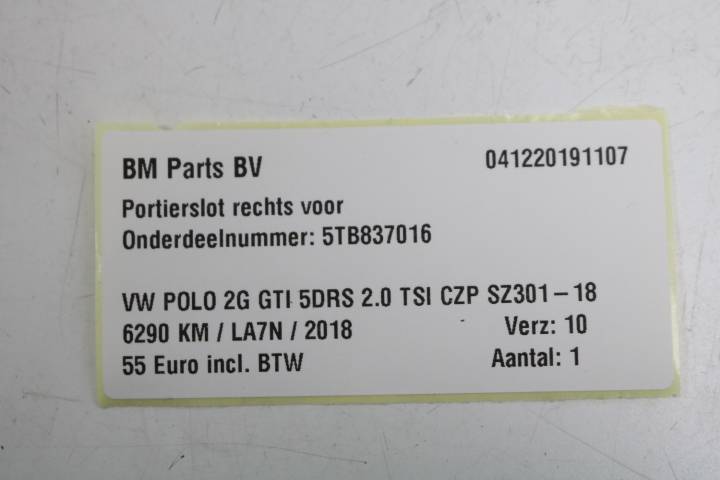 BM Parts BV 041220191107
Portierslot rechts voor
Onderdeelnummer: 5TB837016
VW POLO 2G GTI 5DRS 2.0 TSI CZP SZ301-18
6290 KM / LA7N / 2018 Verz: 10
55 Euro incl. BTW Aantal: 1